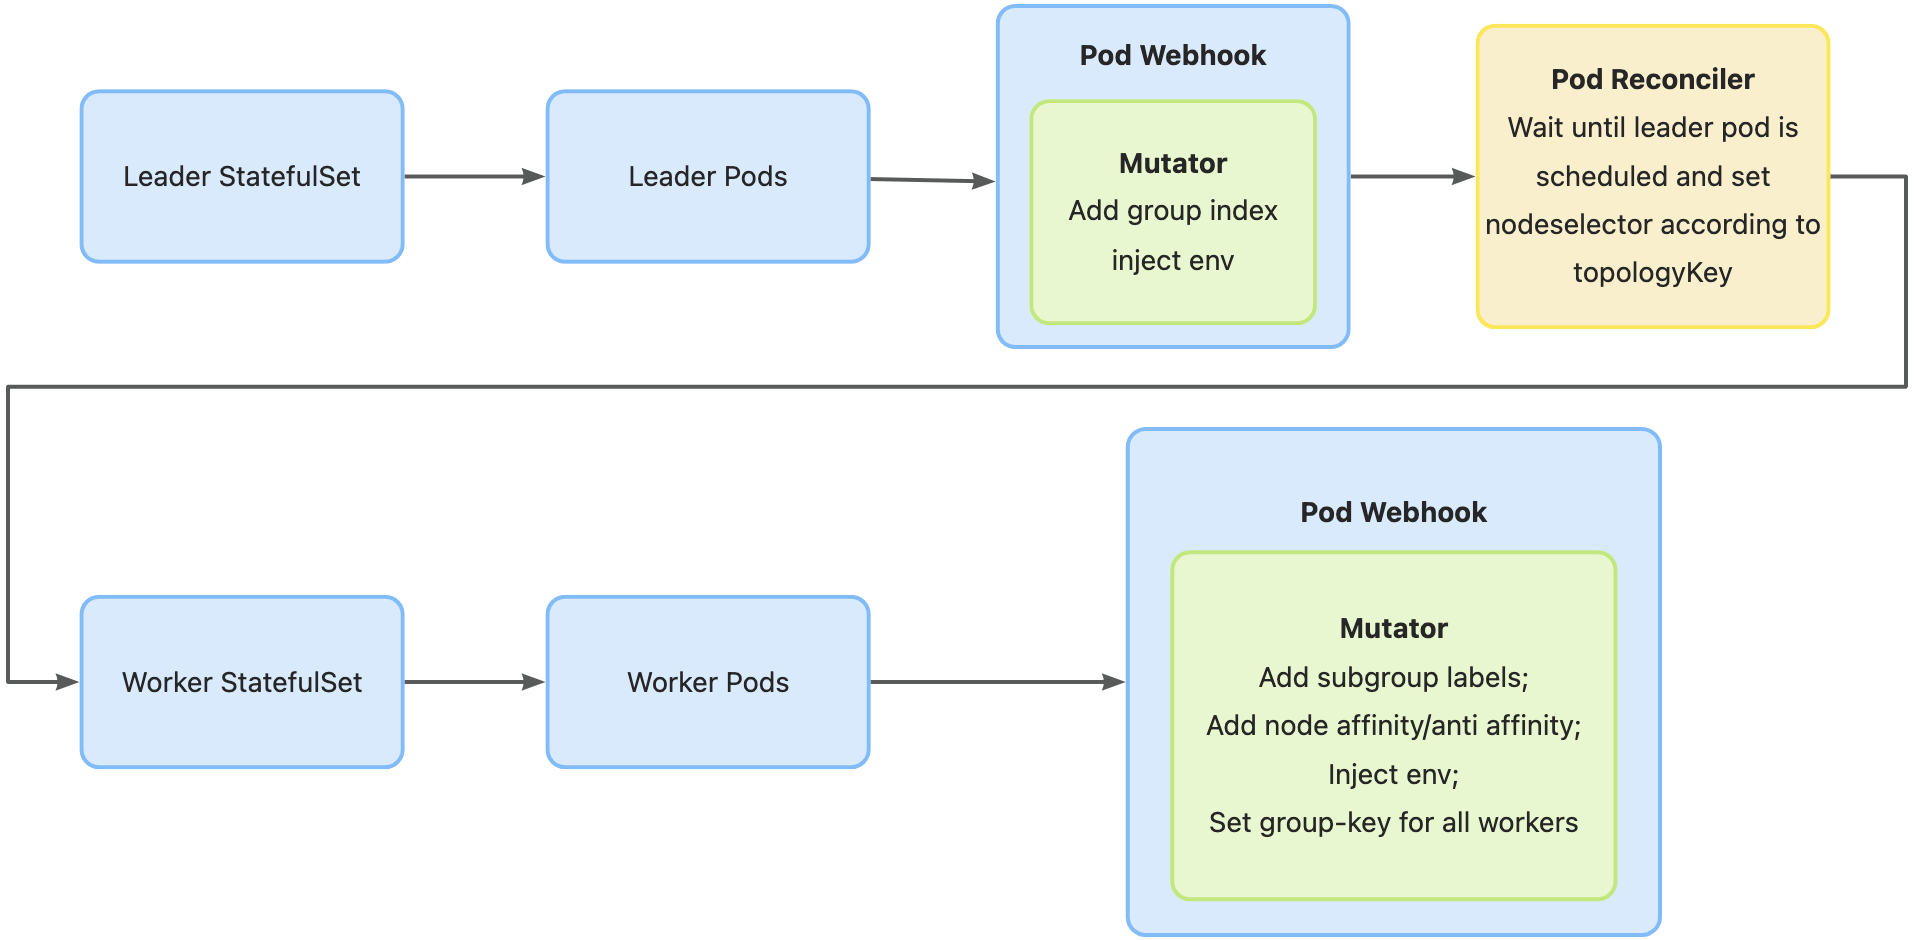 Leader StatefulSet
Leader Pods
Pod Webhook
Mutator
Add group index
inject env
Pod Reconciler
Wait until leader pod is
scheduled and set
nodeselector according to
topologyKey
Worker StatefulSet
Worker Pods
Pod Webhook
Mutator
Add subgroup labels;
Add node affinity/anti affinity;
Inject env;
Set group-key for all workers